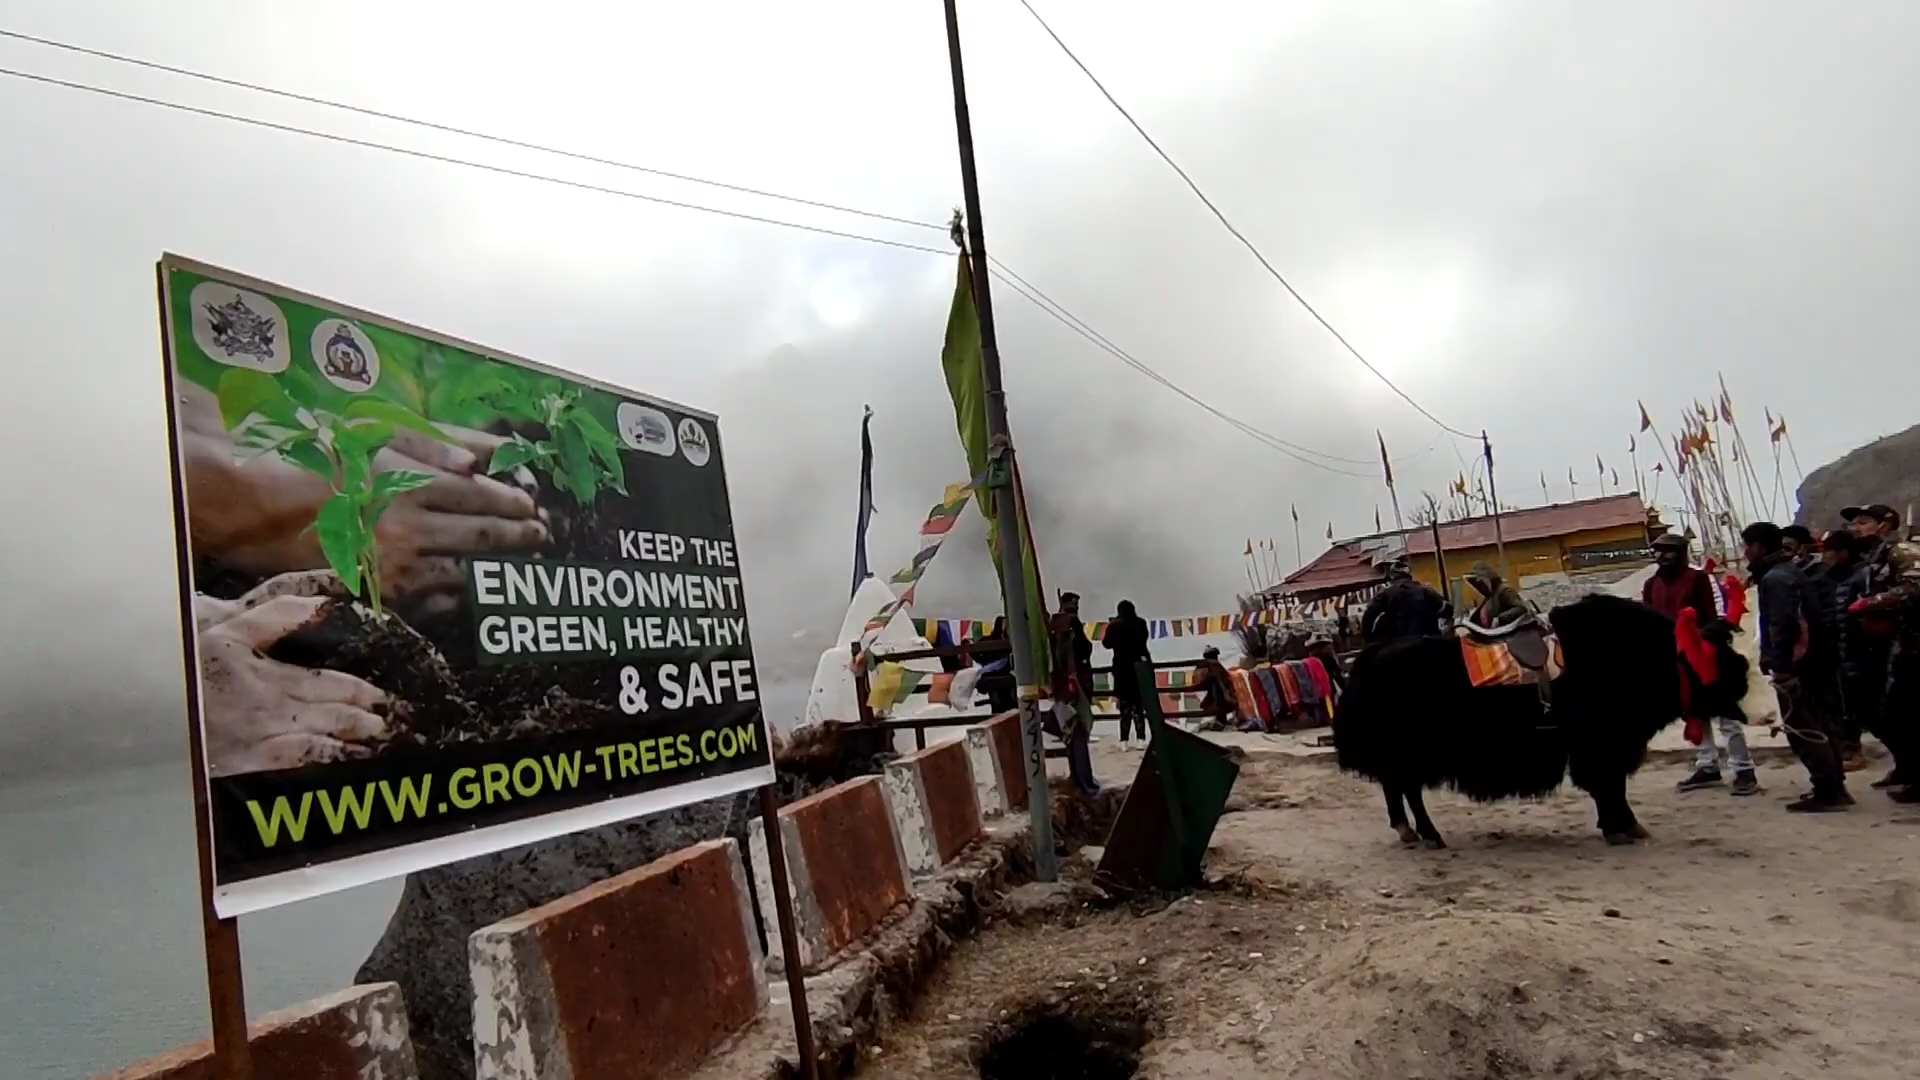 KEEP THE
ENVIRONMENT
GREEN, HEALTHY
& SAFE
WWW.GROW-TREES.COM